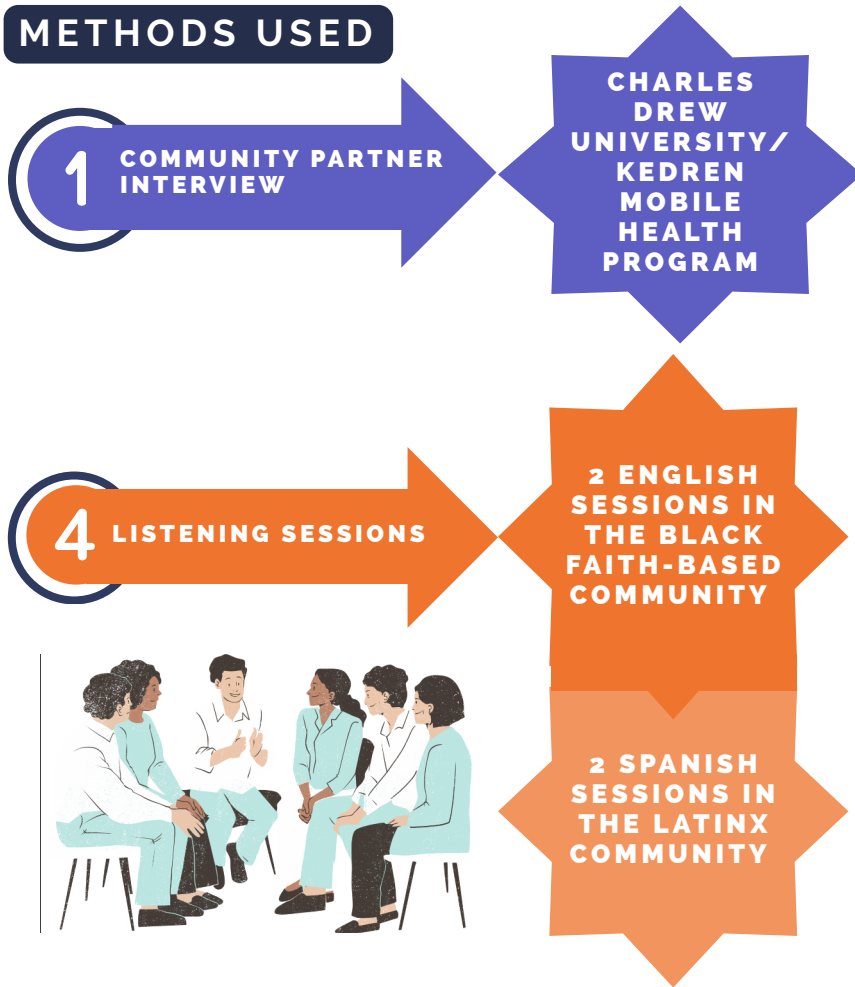 METHODS USED
1
COMMUNITY PARTNER
INTERVIEW
CHARLES
DREW
UNIVERSITY/
KEDREN
MOBILE
HEALTH
PROGRAM
4
LISTENING SESSIONS
2 ENGLISH
SESSIONS IN
THE BLACK
FAITH-BASED
COMMUNITY
2 SPANISH
SESSIONS IN
THE LATINX
COMMUNITY